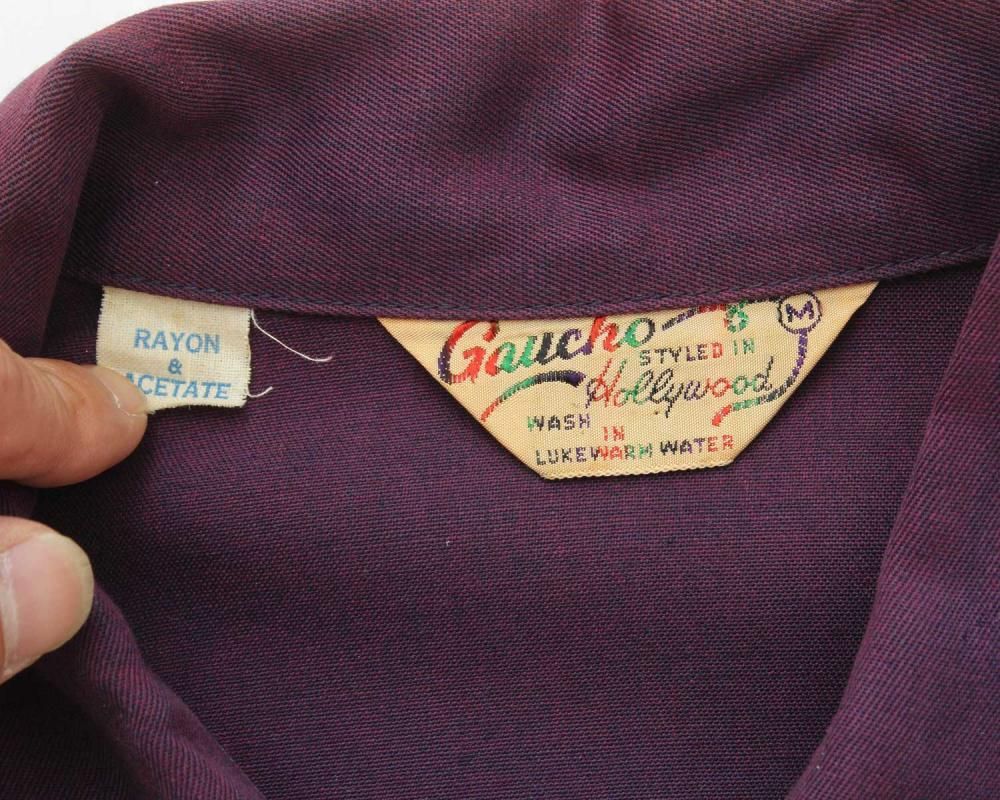 RAYON
&
ACETATE
Gaucho
M
STYLED IN
Hollywood
WASH
IN
LUKEWARM WATER